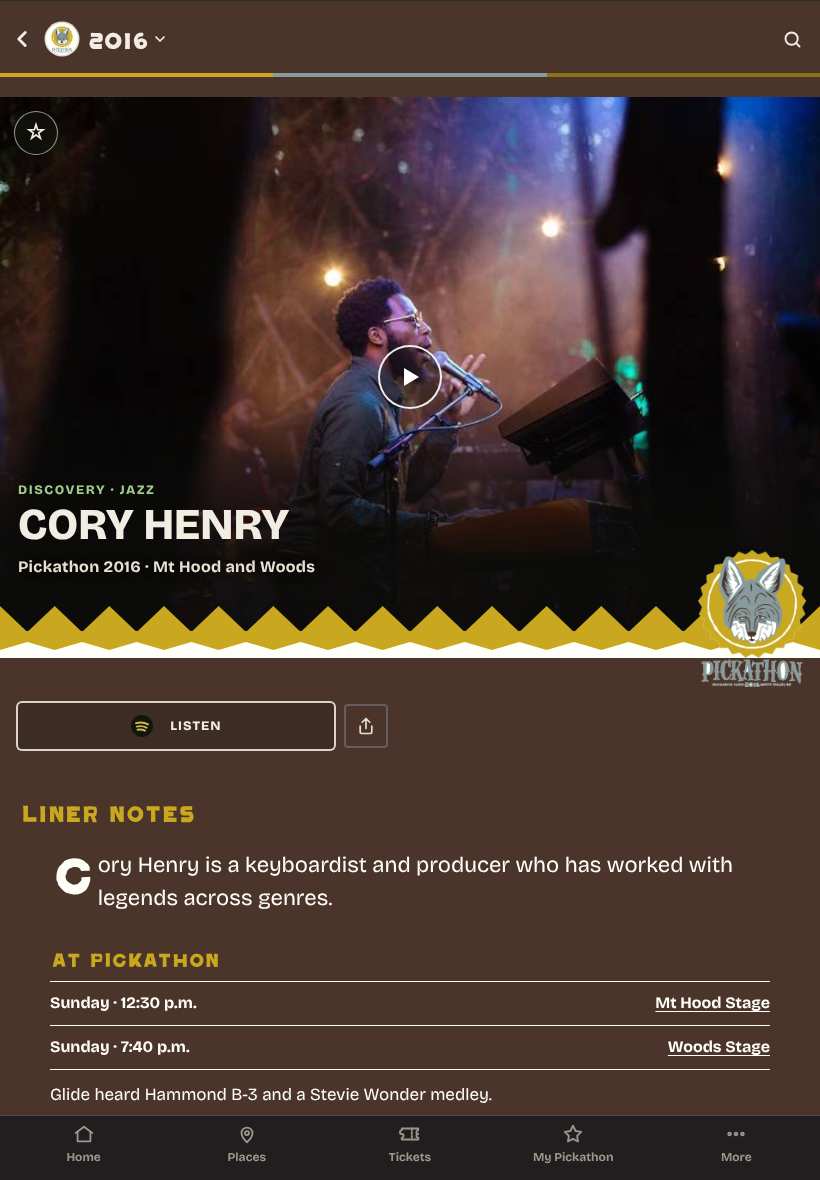 2016
DISCOVERY · JAZZ
CORY HENRY
Pickathon 2016 · Mt Hood and Woods
PICKATHON
LISTEN
LINER NOTES
Cory Henry is a keyboardist and producer who has worked with
legends across genres.
AT PICKATHON
Sunday · 12:30 p.m. Mt Hood Stage
Sunday · 7:40 p.m. Woods Stage
Glide heard Hammond B-3 and a Stevie Wonder medley.
Home Places Tickets My Pickathon More